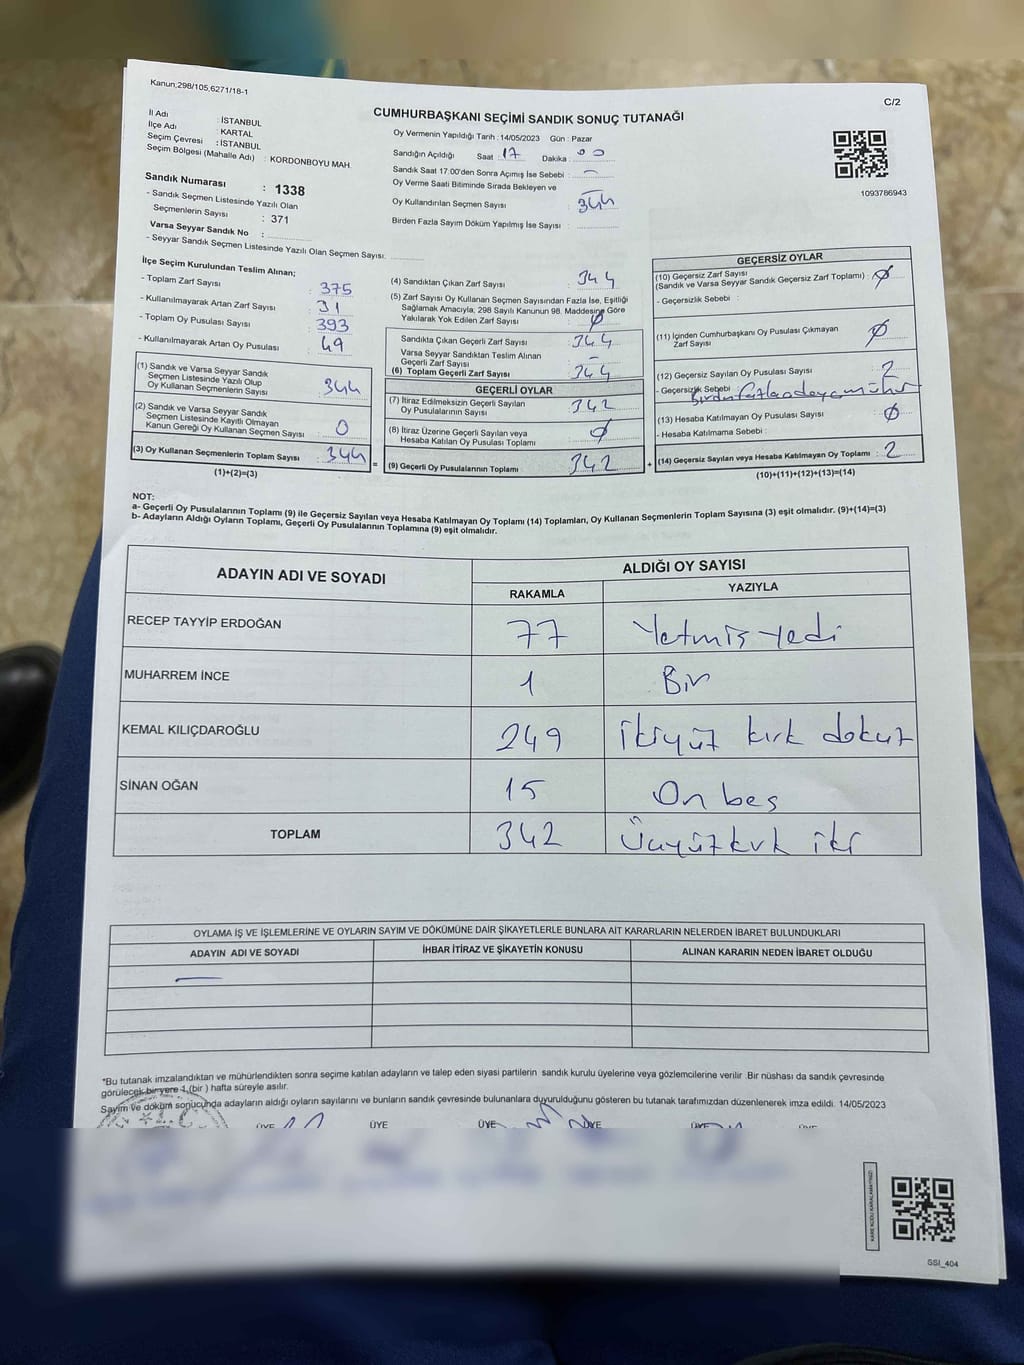 Kanun;298/105,6271/18-1
C/2
CUMHURBAŞKANI SEÇİMİ SANDIK SONUÇ TUTANAĞI
İl Adı : İSTANBUL
İlçe Adı : KARTAL
Seçim Çevresi : İSTANBUL
Seçim Bölgesi (Mahalle Adı) : KORDONBOYU MAH.
Sandık Numarası : 1338
- Sandık Seçmen Listesinde Yazılı Olan
Seçmenlerin Sayısı : 371
Varsa Seyyar Sandık No :
- Seyyar Sandık Seçmen Listesinde Yazılı Olan Seçmen Sayısı:
Oy Vermenin Yapıldığı Tarih : 14/05/2023 Gün : Pazar
Sandığın Açıldığı Saat : 17 Dakika : 00
Sandık Saat 17:00'den Sonra Açımış İse Sebebi : -
Oy Verme Saati Bitiminde Sırada Bekleyen ve
Oy Kullandırılan Seçmen Sayısı : 344
Birden Fazla Sayım Döküm Yapılmış İse Sayısı :
1093786943
İlçe Seçim Kurulundan Teslim Alınan;
- Toplam Zarf Sayısı : 375
- Kullanılmayarak Artan Zarf Sayısı : 31
- Toplam Oy Pusulası Sayısı : 393
- Kullanılmayarak Artan Oy Pusulası : 49
(1) Sandık ve Varsa Seyyar Sandık
Seçmen Listesinde Yazılı Olup
Oy Kullanan Seçmenlerin Sayısı : 344
(2) Sandık ve Varsa Seyyar Sandık
Seçmen Listesinde Kayıtlı Olmayan
Kanun Gereği Oy Kullanan Seçmen Sayısı : 0
(3) Oy Kullanan Seçmenlerin Toplam Sayısı : 344
(1)+(2)=(3)
=
(4) Sandıktan Çıkan Zarf Sayısı : 344
(5) Zarf Sayısı Oy Kullanan Seçmen Sayısından Fazla İse, Eşitliği
Sağlamak Amacıyla; 298 Sayılı Kanunun 98. Maddesine Göre
Yakılarak Yok Edilen Zarf Sayısı : Ø
Sandıkta Çıkan Geçerli Zarf Sayısı : 344
Varsa Seyyar Sandıktan Teslim Alınan
Geçerli Zarf Sayısı : -
(6) Toplam Geçerli Zarf Sayısı : 344
GEÇERLİ OYLAR
(7) İtiraz Edilmeksizin Geçerli Sayılan
Oy Pusulalarının Sayısı : 342
(8) İtiraz Üzerine Geçerli Sayılan veya
Hesaba Katılan Oy Pusulası Toplamı : Ø
(9) Geçerli Oy Pusulalarının Toplamı : 342
+
GEÇERSİZ OYLAR
(10) Geçersiz Zarf Sayısı
(Sandık ve Varsa Seyyar Sandık Geçersiz Zarf Toplamı) : Ø
- Geçersizlik Sebebi :
(11) İçinden Cumhurbaşkanı Oy Pusulası Çıkmayan
Zarf Sayısı : Ø
(12) Geçersiz Sayılan Oy Pusulası Sayısı : 2
- Geçersizlik Sebebi : birden fazla adaya mühür
(13) Hesaba Katılmayan Oy Pusulası Sayısı : Ø
- Hesaba Katılmama Sebebi :
(14) Geçersiz Sayılan veya Hesaba Katılmayan Oy Toplamı : 2
(10)+(11)+(12)+(13)=(14)
NOT:
a- Geçerli Oy Pusulalarının Toplamı (9) ile Geçersiz Sayılan veya Hesaba Katılmayan Oy Toplamı (14) Toplamları, Oy Kullanan Seçmenlerin Toplam Sayısına (3) eşit olmalıdır. (9)+(14)=(3)
b- Adayların Aldığı Oyların Toplamı, Geçerli Oy Pusulalarının Toplamına (9) eşit olmalıdır.
ADAYIN ADI VE SOYADI ALDIĞI OY SAYISI
RAKAMLA YAZIYLA
RECEP TAYYİP ERDOĞAN 77 Yetmiş yedi
MUHARREM İNCE 1 Bir
KEMAL KILIÇDAROĞLU 249 ikiyüz kırk dokuz
SİNAN OĞAN 15 On beş
TOPLAM 342 Üçyüz kırk iki
OYLAMA İŞ VE İŞLEMLERİNE VE OYLARIN SAYIM VE DÖKÜMÜNE DAİR ŞİKAYETLERLE BUNLARA AİT KARARLARIN NELERDEN İBARET BULUNDUKLARI
ADAYIN ADI VE SOYADI İHBAR İTİRAZ VE ŞİKAYETİN KONUSU ALINAN KARARIN NEDEN İBARET OLDUĞU
*Bu tutanak imzalandıktan ve mühürlendikten sonra seçime katılan adayların ve talep eden siyasi partilerin sandık kurulu üyelerine veya gözlemcilerine verilir. Bir nüshası da sandık çevresinde
görülecek bir yere 1 (bir ) hafta süreyle asılır.
Sayım ve döküm sonucunda adayların aldığı oyların sayılarını ve bunların sandık çevresinde bulunanlara duyurulduğunu gösteren bu tutanak tarafımızdan düzenlenerek imza edildi. 14/05/2023
ÜYE ÜYE ÜYE ÜYE ÜYE
SSI_404